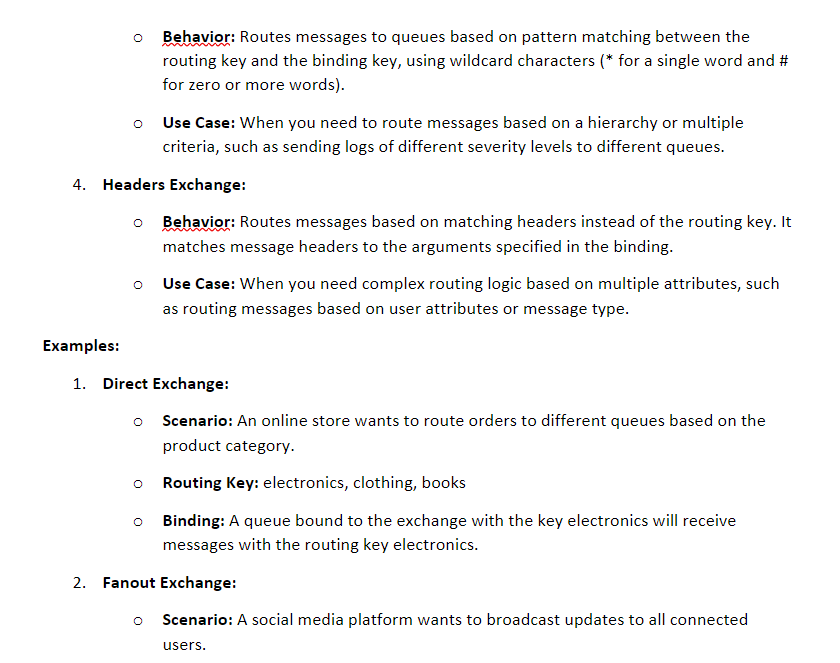 o Behavior: Routes messages to queues based on pattern matching between the
routing key and the binding key, using wildcard characters (* for a single word and #
for zero or more words).
o Use Case: When you need to route messages based on a hierarchy or multiple
criteria, such as sending logs of different severity levels to different queues.
4. Headers Exchange:
o Behavior: Routes messages based on matching headers instead of the routing key. It
matches message headers to the arguments specified in the binding.
o Use Case: When you need complex routing logic based on multiple attributes, such
as routing messages based on user attributes or message type.
Examples:
1. Direct Exchange:
o Scenario: An online store wants to route orders to different queues based on the
product category.
o Routing Key: electronics, clothing, books
o Binding: A queue bound to the exchange with the key electronics will receive
messages with the routing key electronics.
2. Fanout Exchange:
o Scenario: A social media platform wants to broadcast updates to all connected
users.